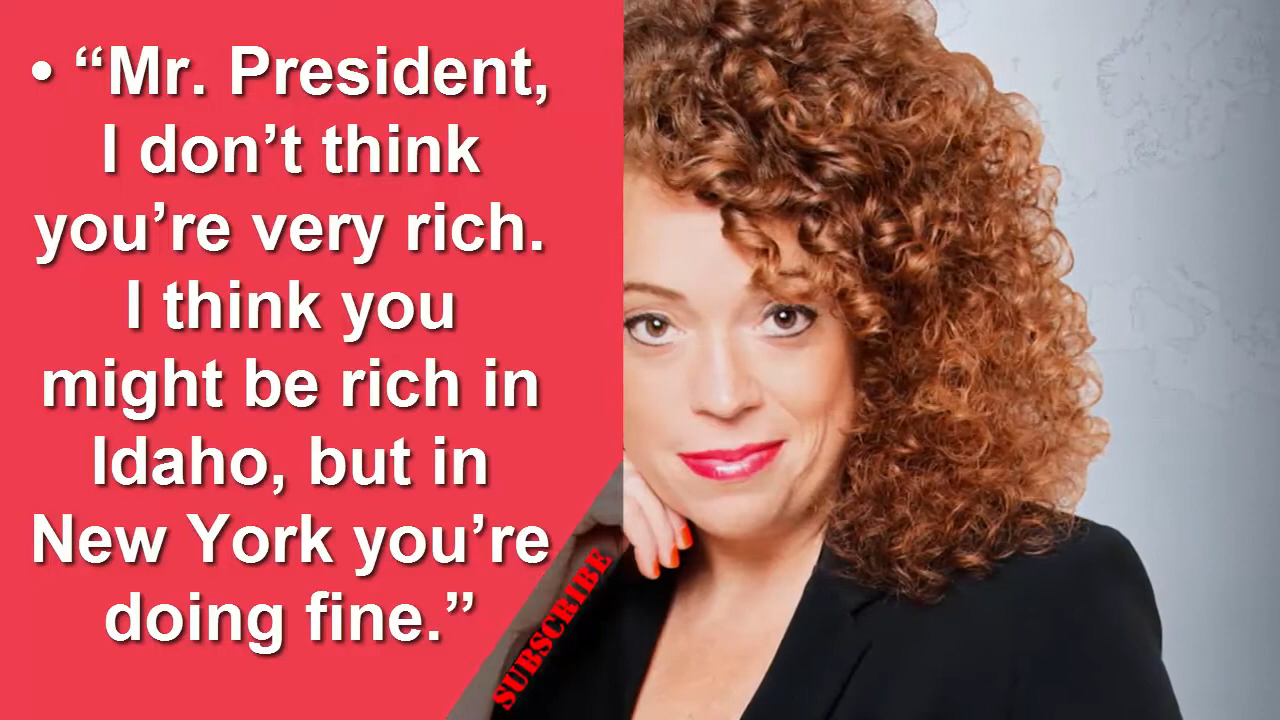 • “Mr. President,
I don’t think
you’re very rich.
I think you
might be rich in
Idaho, but in
New York you’re
doing fine.”
SUBSCRIBE